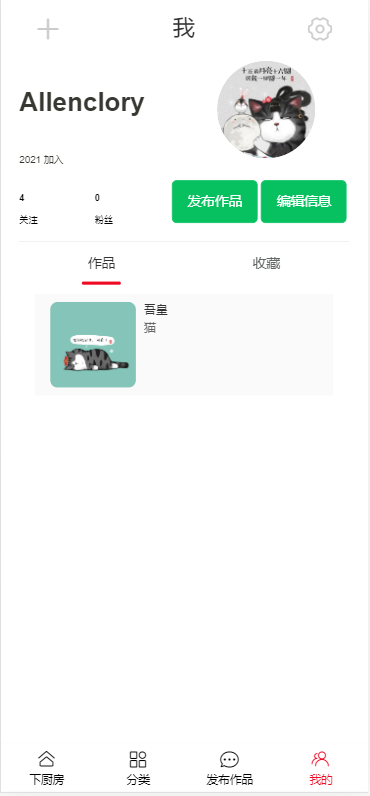 我
Allenclory
2021 加入
4
0
关注
粉丝
发布作品
编辑信息
作品
收藏
吾皇
猫
下厨房
分类
发布作品
我的